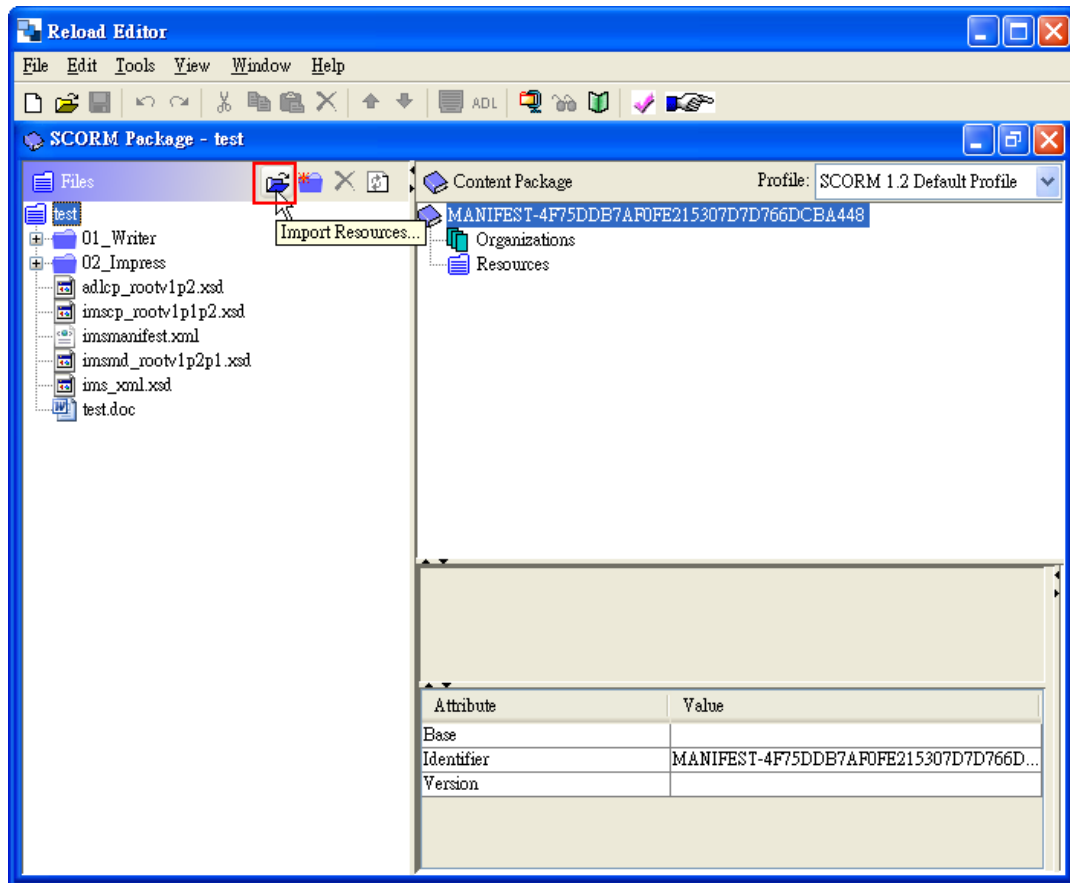 Reload Editor
File Edit Tools View Window Help
ADL
SCORM Package - test
Files
Content Package Profile: SCORM 1.2 Default Profile
test
Import Resources...
01_Writer
02_Impress
adlcp_rootv1p2.xsd
imscp_rootv1p1p2.xsd
imsmanifest.xml
imsmd_rootv1p2p1.xsd
ims_xml.xsd
test.doc
MANIFEST-4F75DDB7AF0FE215307D7D766DCBA448
Organizations
Resources
Attribute Value
Base
Identifier MANIFEST-4F75DDB7AF0FE215307D7D766D...
Version